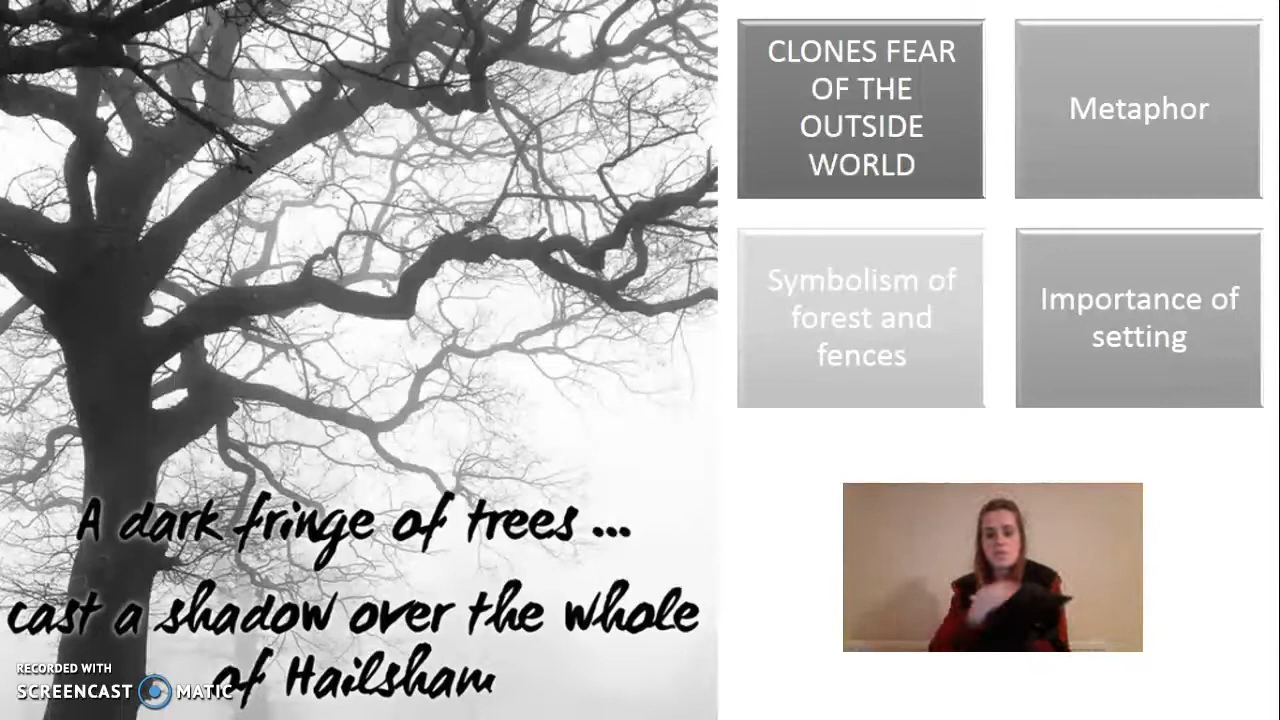 CLONES FEAR
OF THE
OUTSIDE
WORLD
Metaphor
Symbolism of
forest and
fences
Importance of
setting
A dark fringe of trees ...
cast a shadow over the whole
of Hailsham
RECORDED WITH
SCREENCAST MATIC